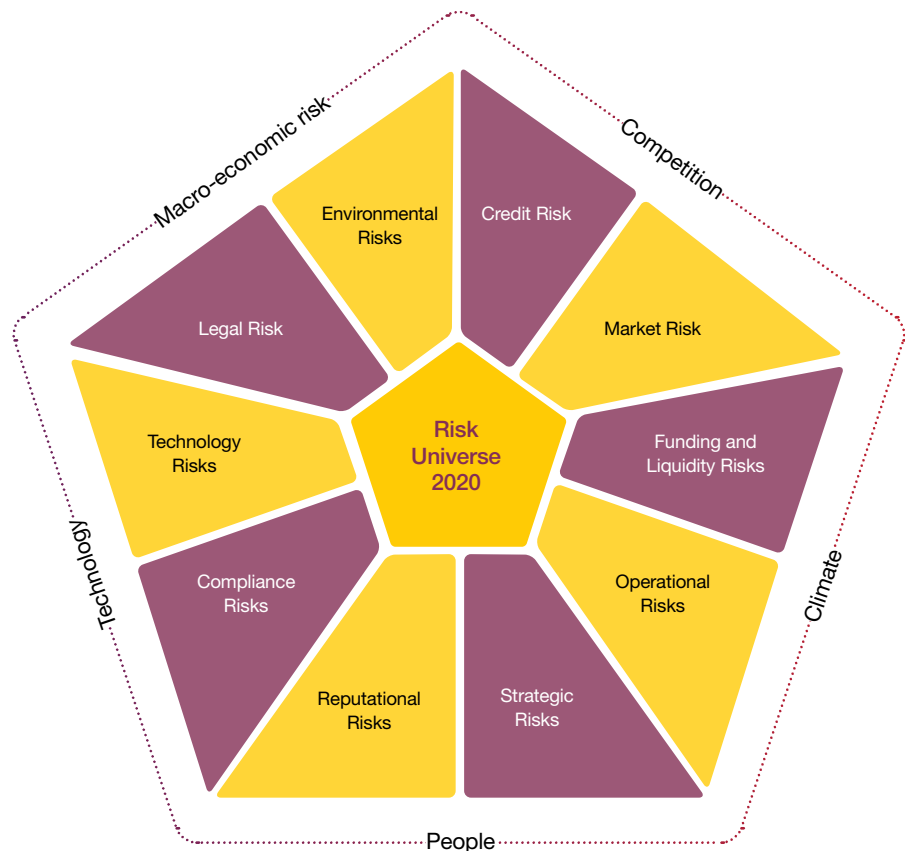 Macro-economic risk
Competition
Environmental
Risks
Credit Risk
Legal Risk
Market Risk
Technology
Risks
Risk
Universe
2020
Funding and
Liquidity Risks
Technology
Climate
Compliance
Risks
Operational
Risks
Reputational
Risks
Strategic
Risks
People